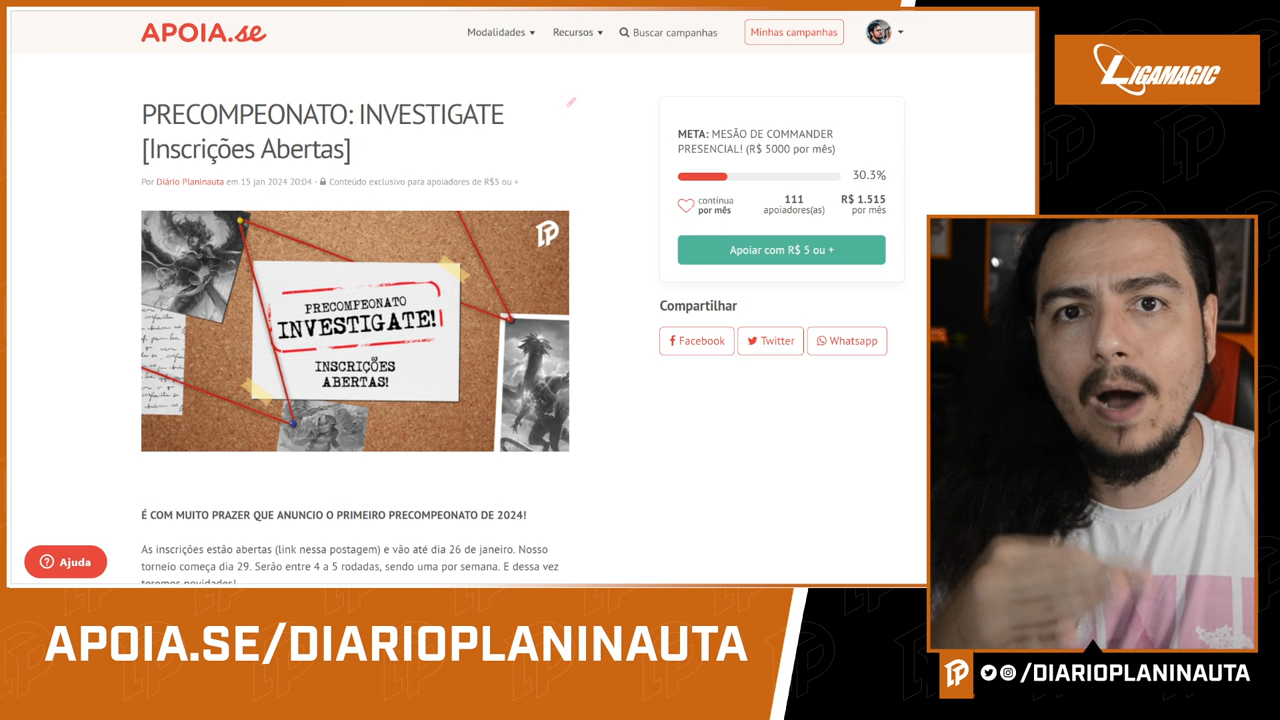 APOIA.se
Modalidades
Recursos
Buscar campanhas
Minhas campanhas
LIGAMAGIC
PRECOMPEONATO: INVESTIGATE
[Inscrições Abertas]
Por Diário Planinauta em 15 jan 2024 20:04 - Conteúdo exclusivo para apoiadores de R$5 ou +
META: MESÃO DE COMMANDER
PRESENCIAL! (R$ 5000 por mês)
30.3%
contínua
por mês
111
apoiadores(as)
R$ 1.515
por mês
Apoiar com R$ 5 ou +
Compartilhar
Facebook
Twitter
Whatsapp
PRECOMPEONATO
INVESTIGATE!
INSCRIÇÕES
ABERTAS!
É COM MUITO PRAZER QUE ANUNCIO O PRIMEIRO PRECOMPEONATO DE 2024!
As inscrições estão abertas (link nessa postagem) e vão até dia 26 de janeiro. Nosso
torneio começa dia 29. Serão entre 4 a 5 rodadas, sendo uma por semana. E dessa vez
teremos novidades!
Ajuda
APOIA.SE/DIARIOPLANINAUTA
/DIARIOPLANINAUTA